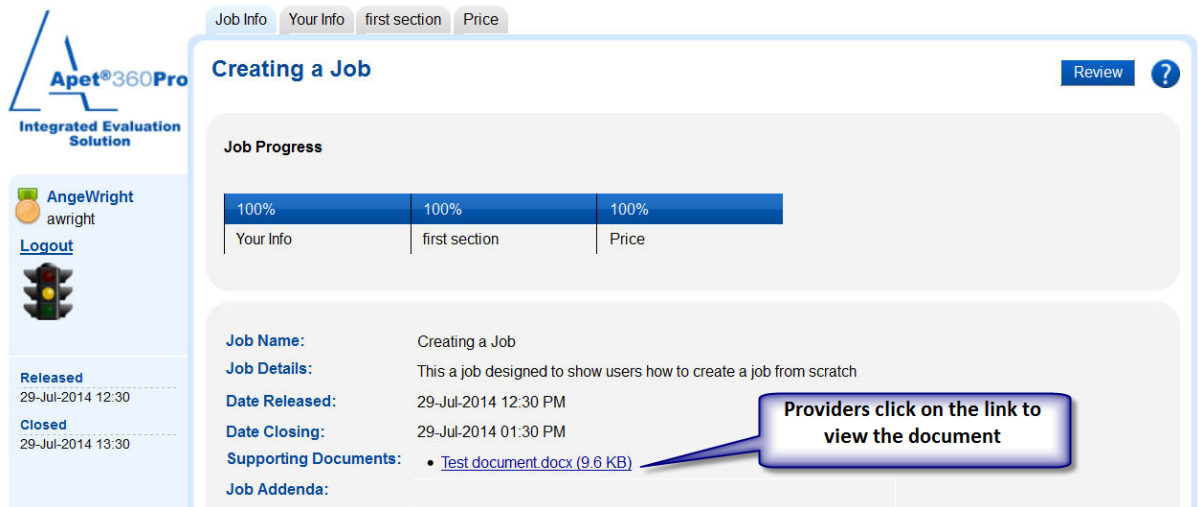 Job Info Your Info first section Price
Apet®360Pro
Integrated Evaluation
Solution
Creating a Job
Review
?
Job Progress
100% 100% 100%
Your Info first section Price
AngeWright
awright
Logout
Released
29-Jul-2014 12:30
Closed
29-Jul-2014 13:30
Job Name: Creating a Job
Job Details: This a job designed to show users how to create a job from scratch
Date Released: 29-Jul-2014 12:30 PM
Date Closing: 29-Jul-2014 01:30 PM
Supporting Documents: • Test document.docx (9.6 KB)
Job Addenda:
Providers click on the link to
view the document